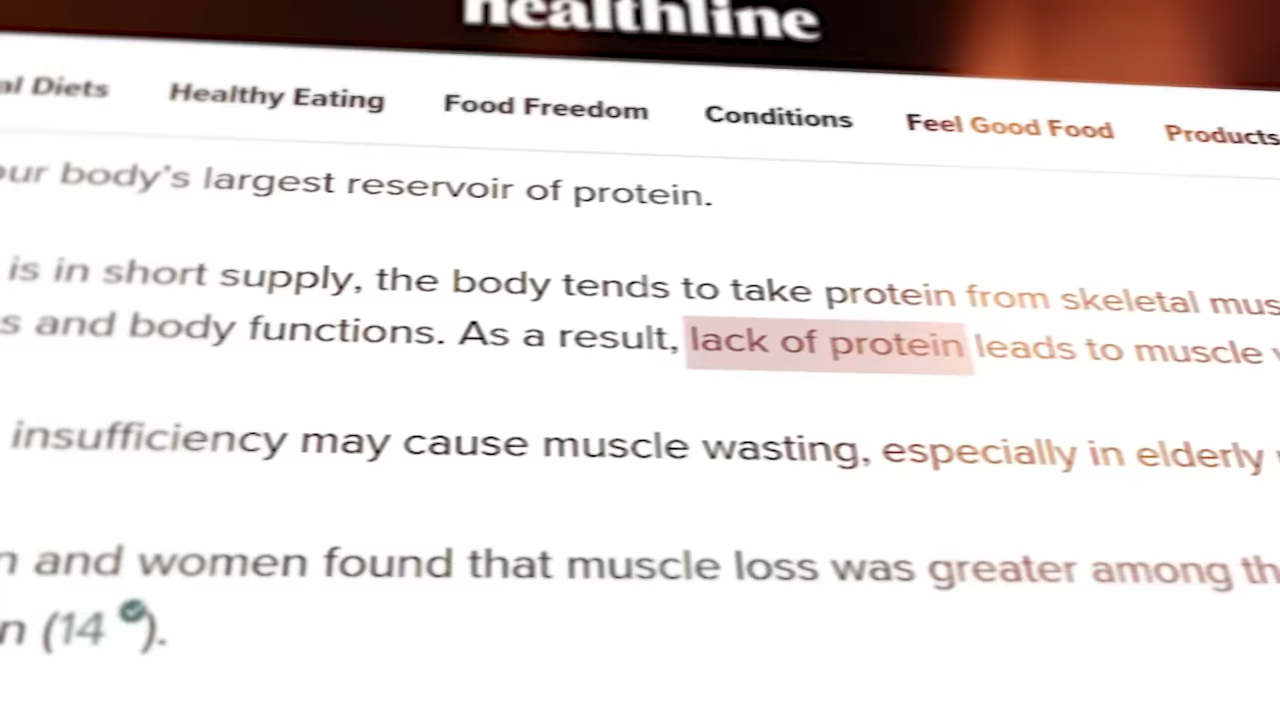 healthline
al Diets Healthy Eating Food Freedom Conditions Feel Good Food Products
our body's largest reservoir of protein.
is in short supply, the body tends to take protein from skeletal mus
s and body functions. As a result, lack of protein leads to muscle
insufficiency may cause muscle wasting, especially in elderly
n and women found that muscle loss was greater among th
n (14).